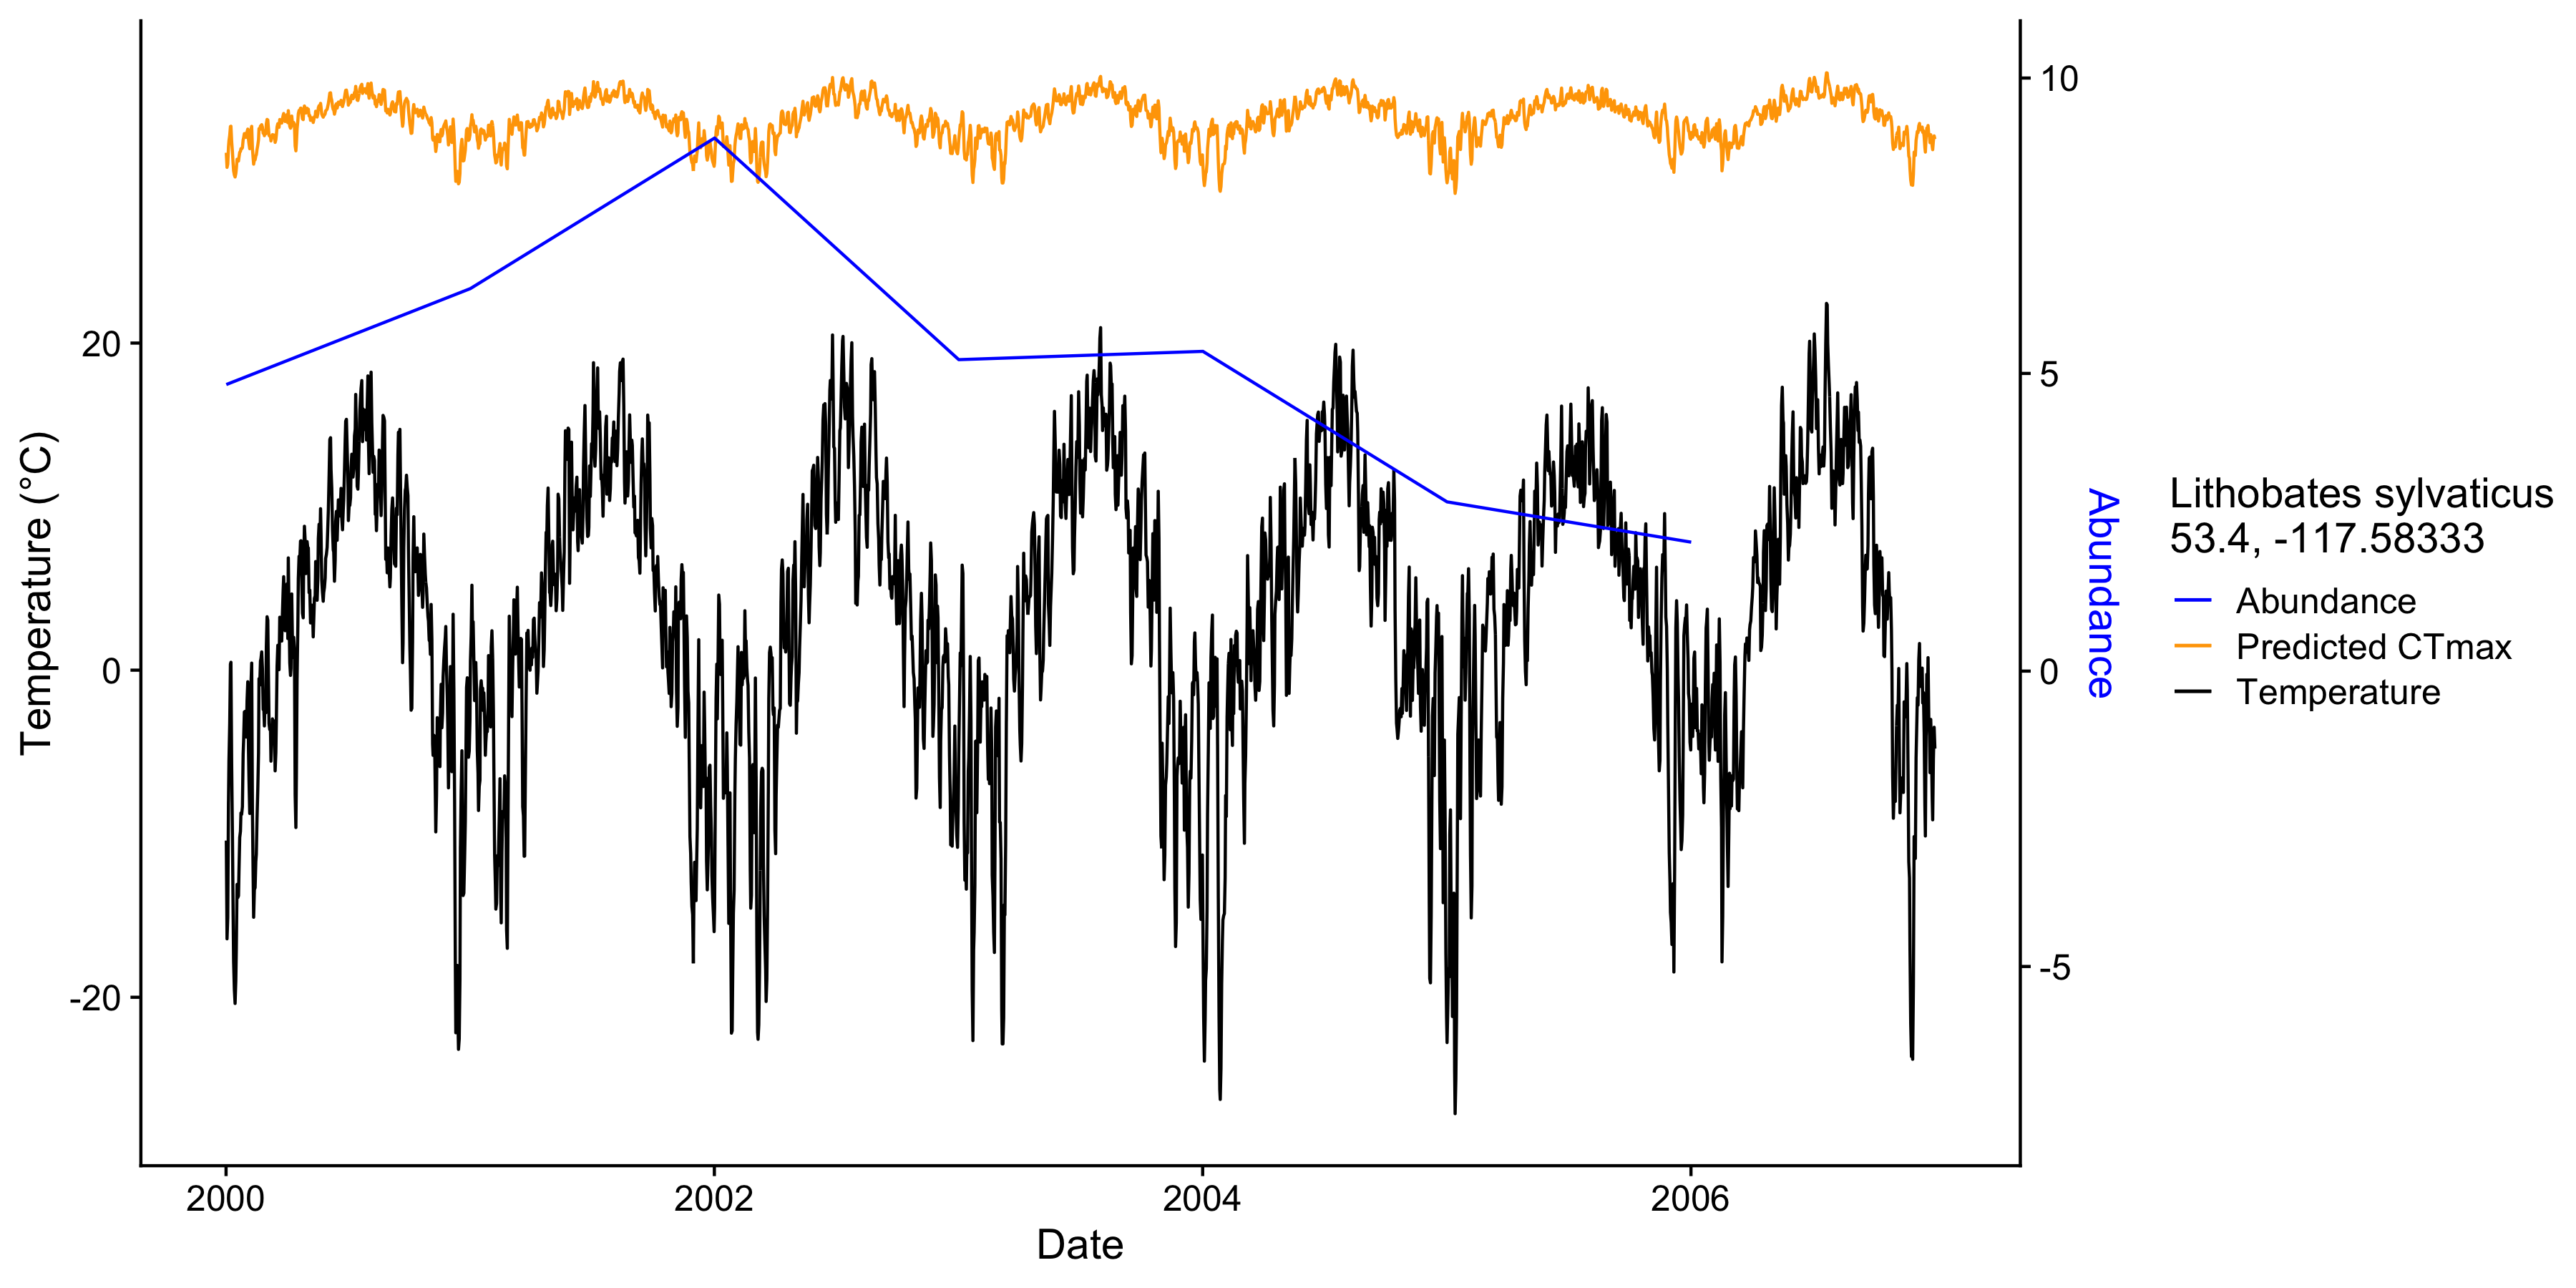 Temperature (°C)
20
0
-20
2000
2002
2004
2006
Date
10
5
0
-5
Abundance
Lithobates sylvaticus
53.4, -117.58333
Abundance
Predicted CTmax
Temperature